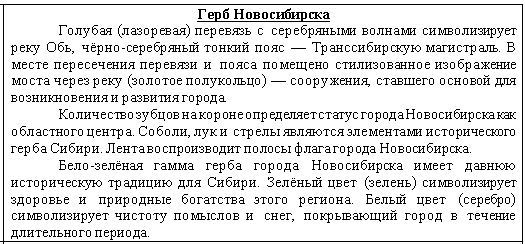 Герб Новосибирска
Голубая (лазоревая) перевязь с серебряными волнами символизирует
реку Обь, чёрно-серебряный тонкий пояс — Транссибирскую магистраль. В
месте пересечения перевязи и пояса помещено стилизованное изображение
моста через реку (золотое полукольцо) — сооружения, ставшего основой для
возникновения и развития города.
Количество зубцов на короне определяет статус города Новосибирска как
областного центра. Соболи, лук и стрелы являются элементами исторического
герба Сибири. Лента воспроизводит полосы флага города Новосибирска.
Бело-зелёная гамма герба города Новосибирска имеет давнюю
историческую традицию для Сибири. Зелёный цвет (зелень) символизирует
здоровье и природные богатства этого региона. Белый цвет (серебро)
символизирует чистоту помыслов и снег, покрывающий город в течение
длительного периода.